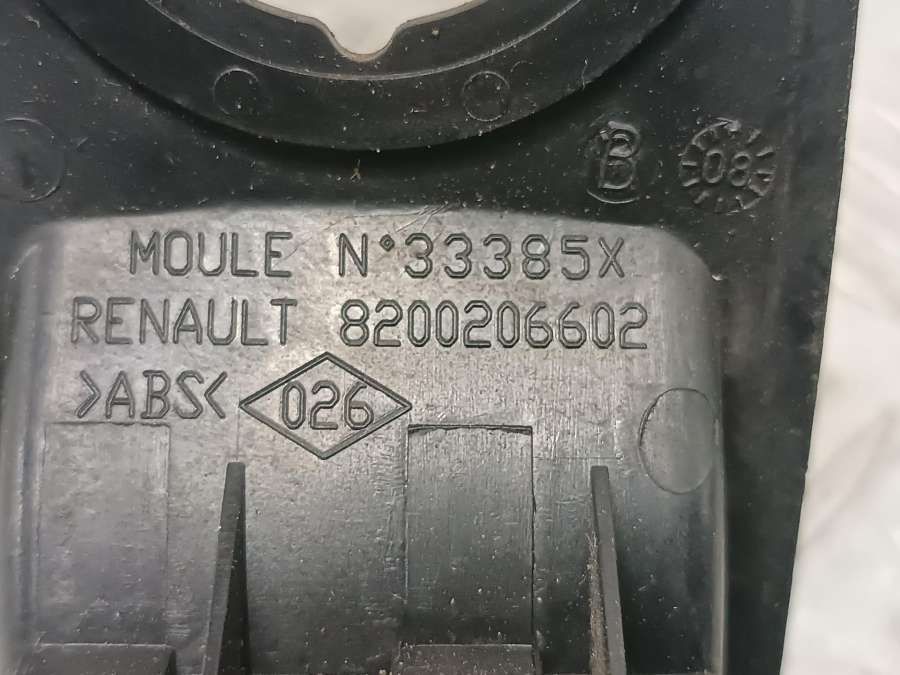 B 08
MOULE N°33385X
RENAULT 8200206602
>ABS< 026